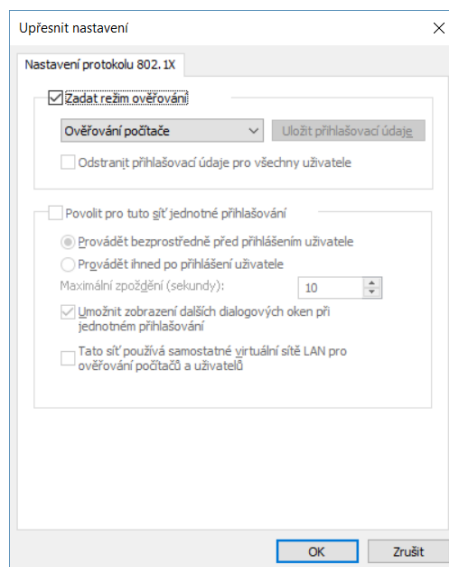 Upřesnit nastavení
Nastavení protokolu 802.1X
Zadat režim ověřování
Ověřování počítače
Uložit přihlašovací údaje
Odstranit přihlašovací údaje pro všechny uživatele
Povolit pro tuto síť jednotné přihlašování
Provádět bezprostředně před přihlášením uživatele
Provádět ihned po přihlášení uživatele
Maximální zpoždění (sekundy): 10
Umožnit zobrazení dalších dialogových oken při
jednotném přihlašování
Tato síť používá samostatné virtuální sítě LAN pro
ověřování počítačů a uživatelů
OK Zrušit